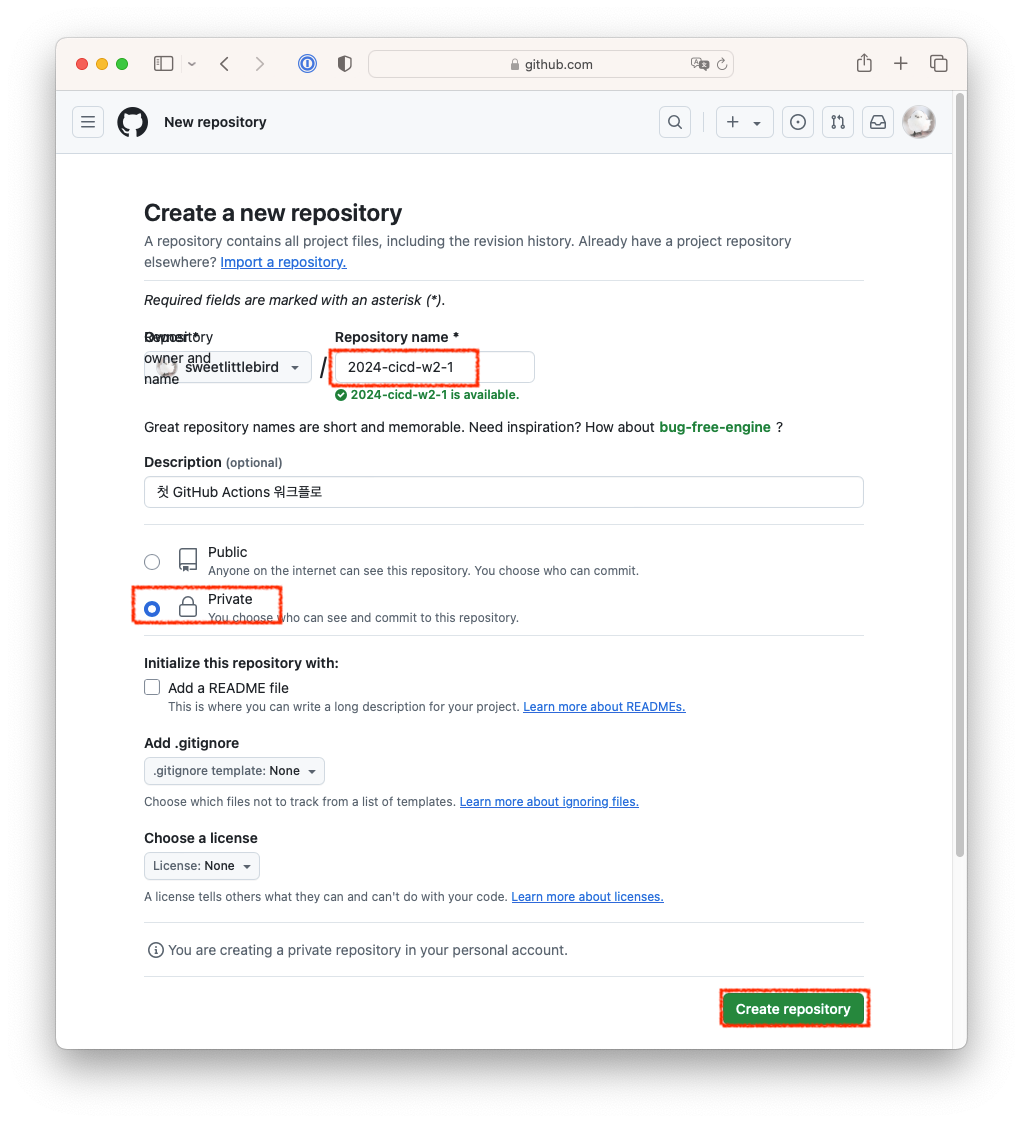 github.com
New repository
Create a new repository
A repository contains all project files, including the revision history. Already have a project repository
elsewhere? Import a repository.
Required fields are marked with an asterisk (*).
Owner *
Repository
owner and
name
sweetlittlebird
/
Repository name *
2024-cicd-w2-1
2024-cicd-w2-1 is available.
Great repository names are short and memorable. Need inspiration? How about bug-free-engine ?
Description (optional)
첫 GitHub Actions 워크플로
Public
Anyone on the internet can see this repository. You choose who can commit.
Private
You choose who can see and commit to this repository.
Initialize this repository with:
Add a README file
This is where you can write a long description for your project. Learn more about READMEs.
Add .gitignore
.gitignore template: None
Choose which files not to track from a list of templates. Learn more about ignoring files.
Choose a license
License: None
A license tells others what they can and can't do with your code. Learn more about licenses.
You are creating a private repository in your personal account.
Create repository